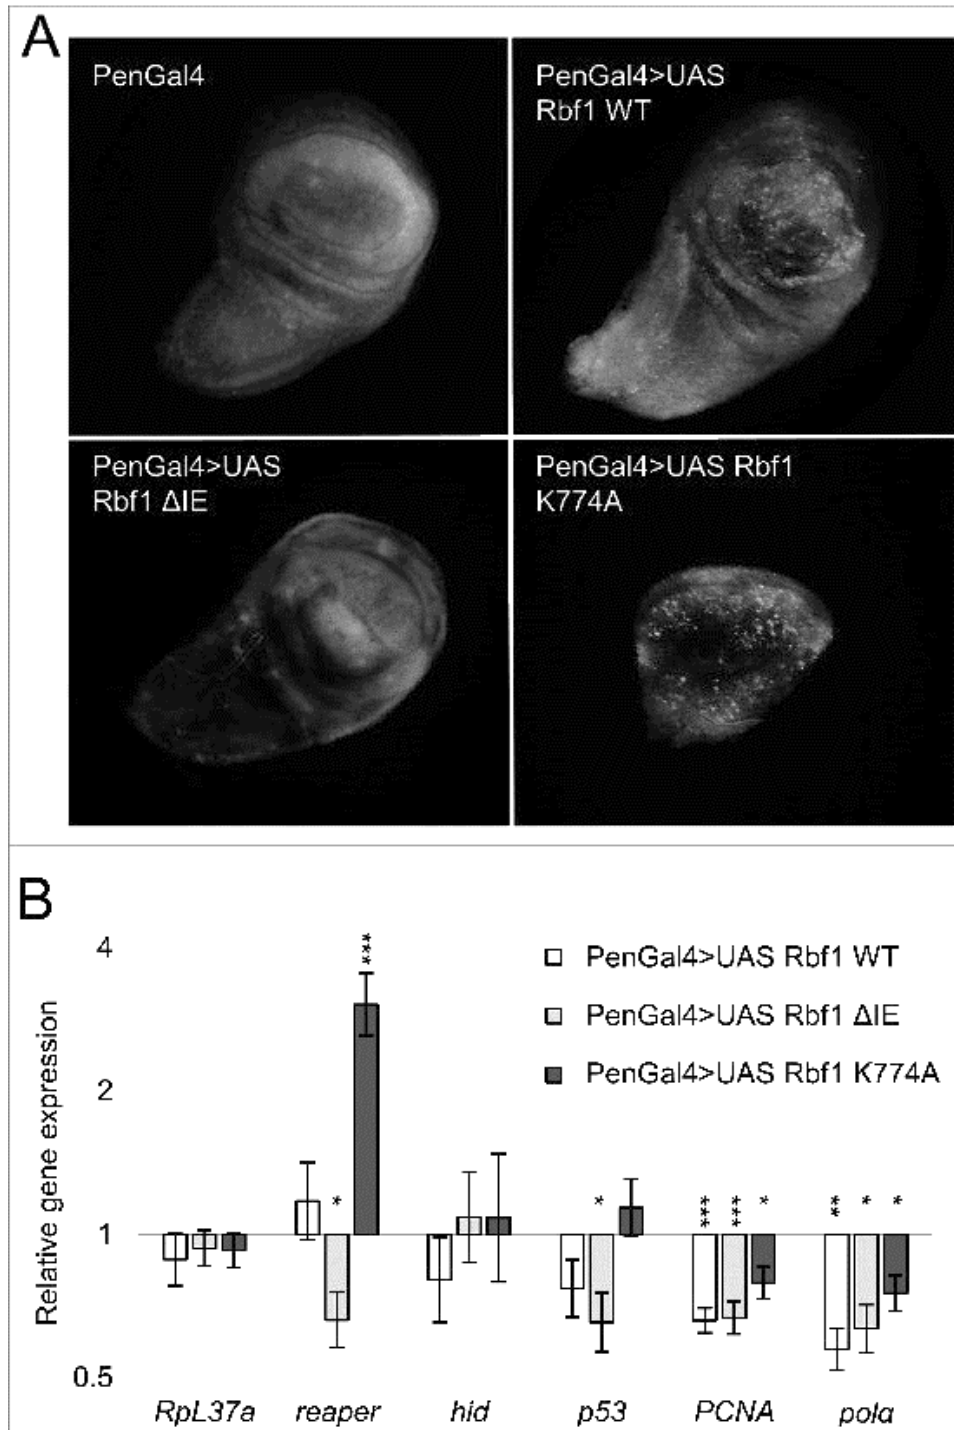 A
PenGal4
PenGal4>UAS
Rbf1 WT
PenGal4>UAS
Rbf1 ΔIE
PenGal4>UAS Rbf1
K774A
B
Relative gene expression
4
2
1
0.5
PenGal4>UAS Rbf1 WT
PenGal4>UAS Rbf1 ΔIE
PenGal4>UAS Rbf1 K774A
***
*
*
***
***
*
**
*
*
RpL37a reaper hid p53 PCNA polα